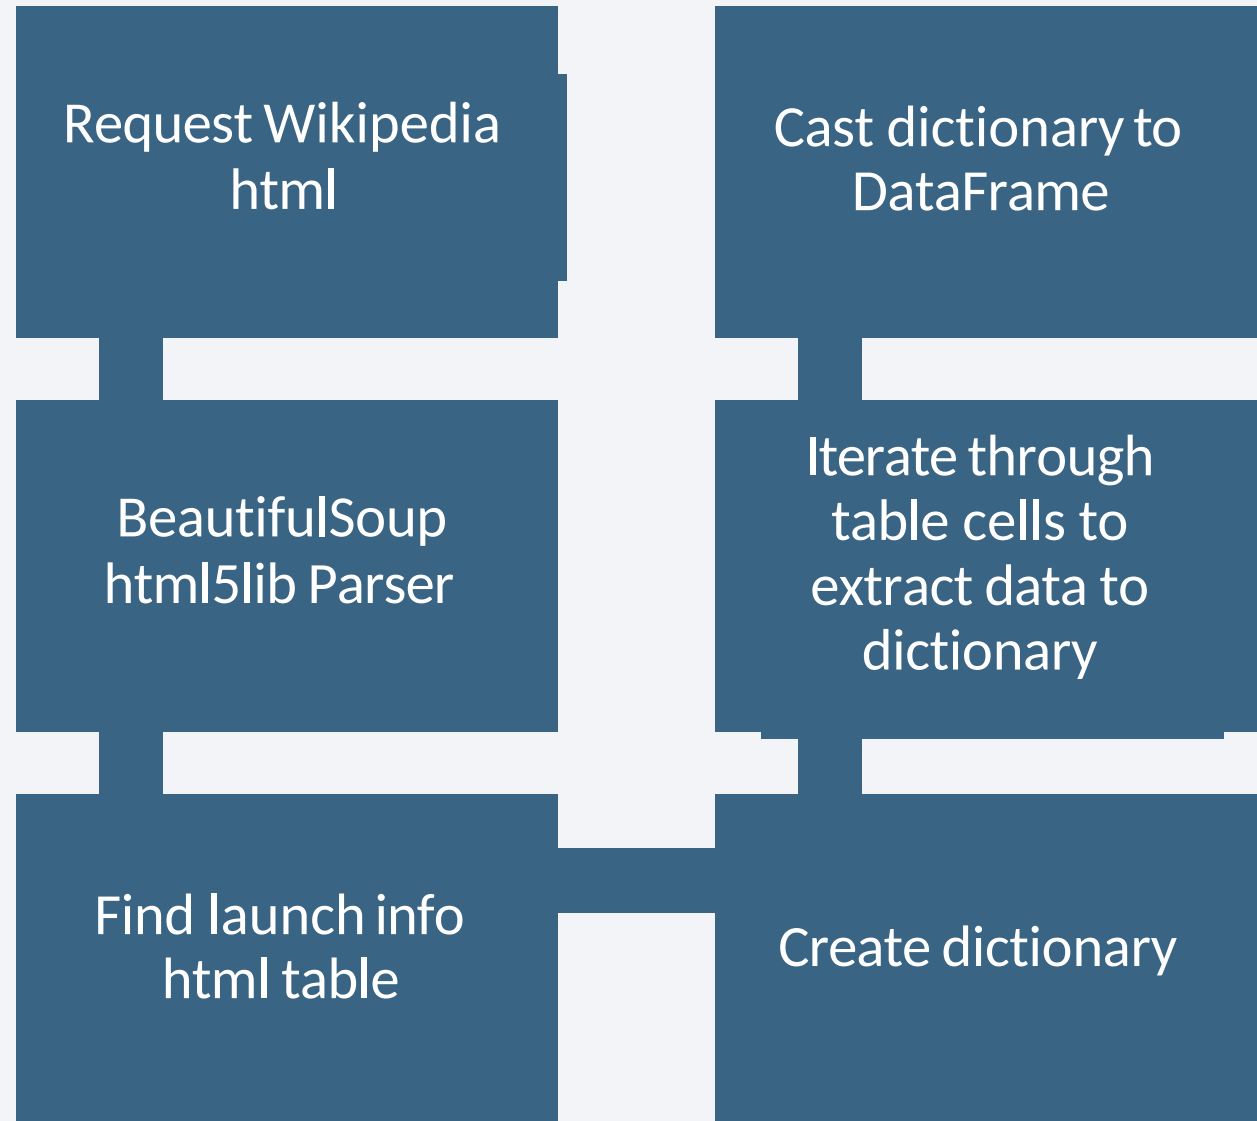 Request Wikipedia
html
BeautifulSoup
html5lib Parser
Find launch info
html table
Create dictionary
Iterate through
table cells to
extract data to
dictionary
Cast dictionary to
DataFrame